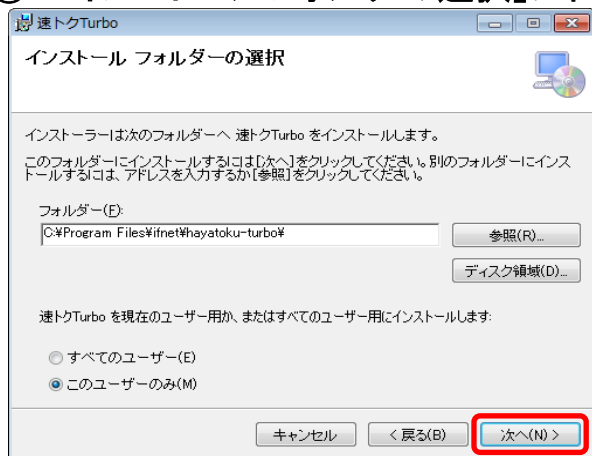 速トクTurbo
インストール フォルダーの選択
インストーラーは次のフォルダーへ 速トクTurbo をインストールします。
このフォルダーにインストールするには[次へ]をクリックしてください。別のフォルダーにインス
トールするには、アドレスを入力するか[参照]をクリックしてください。
フォルダー(F):
C:¥Program Files¥ifnet¥hayatoku-turbo¥
参照(R)...
ディスク領域(D)...
速トクTurbo を現在のユーザー用か、またはすべてのユーザー用にインストールします:
すべてのユーザー(E)
このユーザーのみ(M)
キャンセル
< 戻る(B)
次へ(N) >